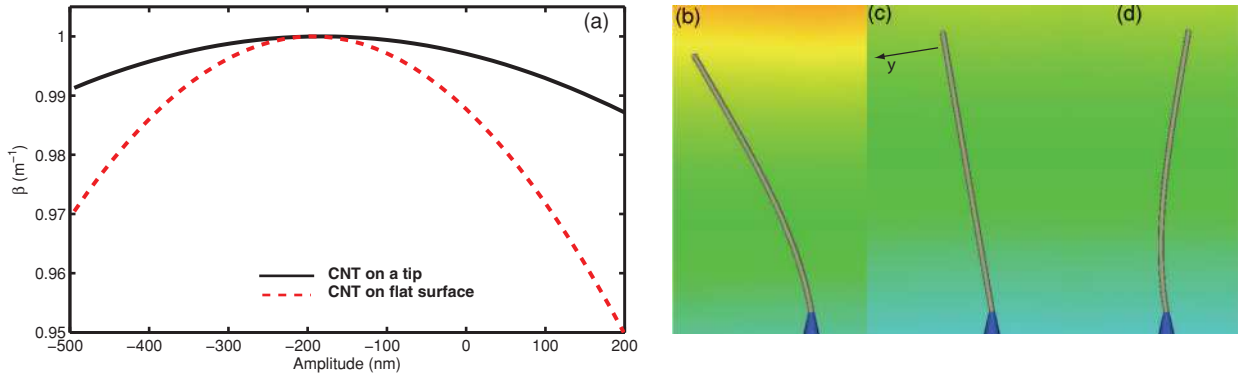 (a)
1
0.99
0.98
0.97
0.96
0.95
β (m⁻¹)
CNT on a tip
CNT on flat surface
−500 −400 −300 −200 −100 0 100 200
Amplitude (nm)
(b) (c) (d)
y